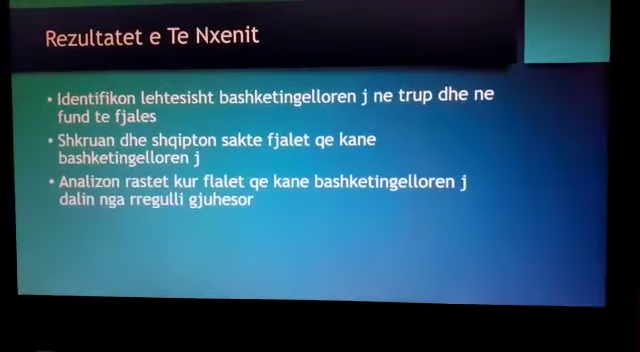 Rezultatet e Te Nxenit
• Identifikon lehtesisht bashketingelloren j ne trup dhe ne
fund te fjales
• Shkruan dhe shqipton sakte fjalet qe kane
bashketingelloren j
• Analizon rastet kur flalet qe kane bashketingelloren j
dalin nga rregulli gjuhesor